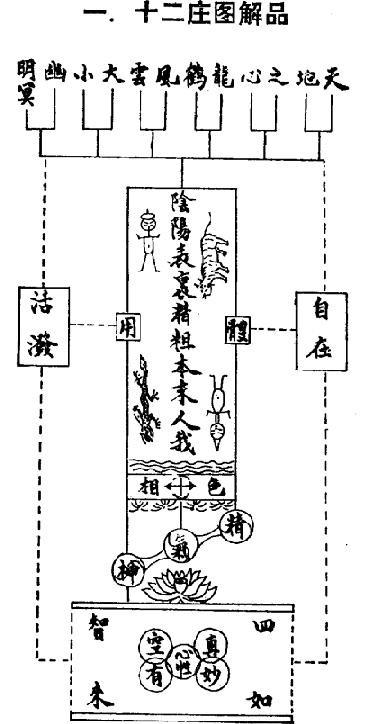 一．十二庄图解品
天地之心龍鶴風雲大小幽明冥
陰陽表裏精粗本末人我
自在
體
用
活潑
色
相
精
氣
神
四智
如來
真空
心性
妙有